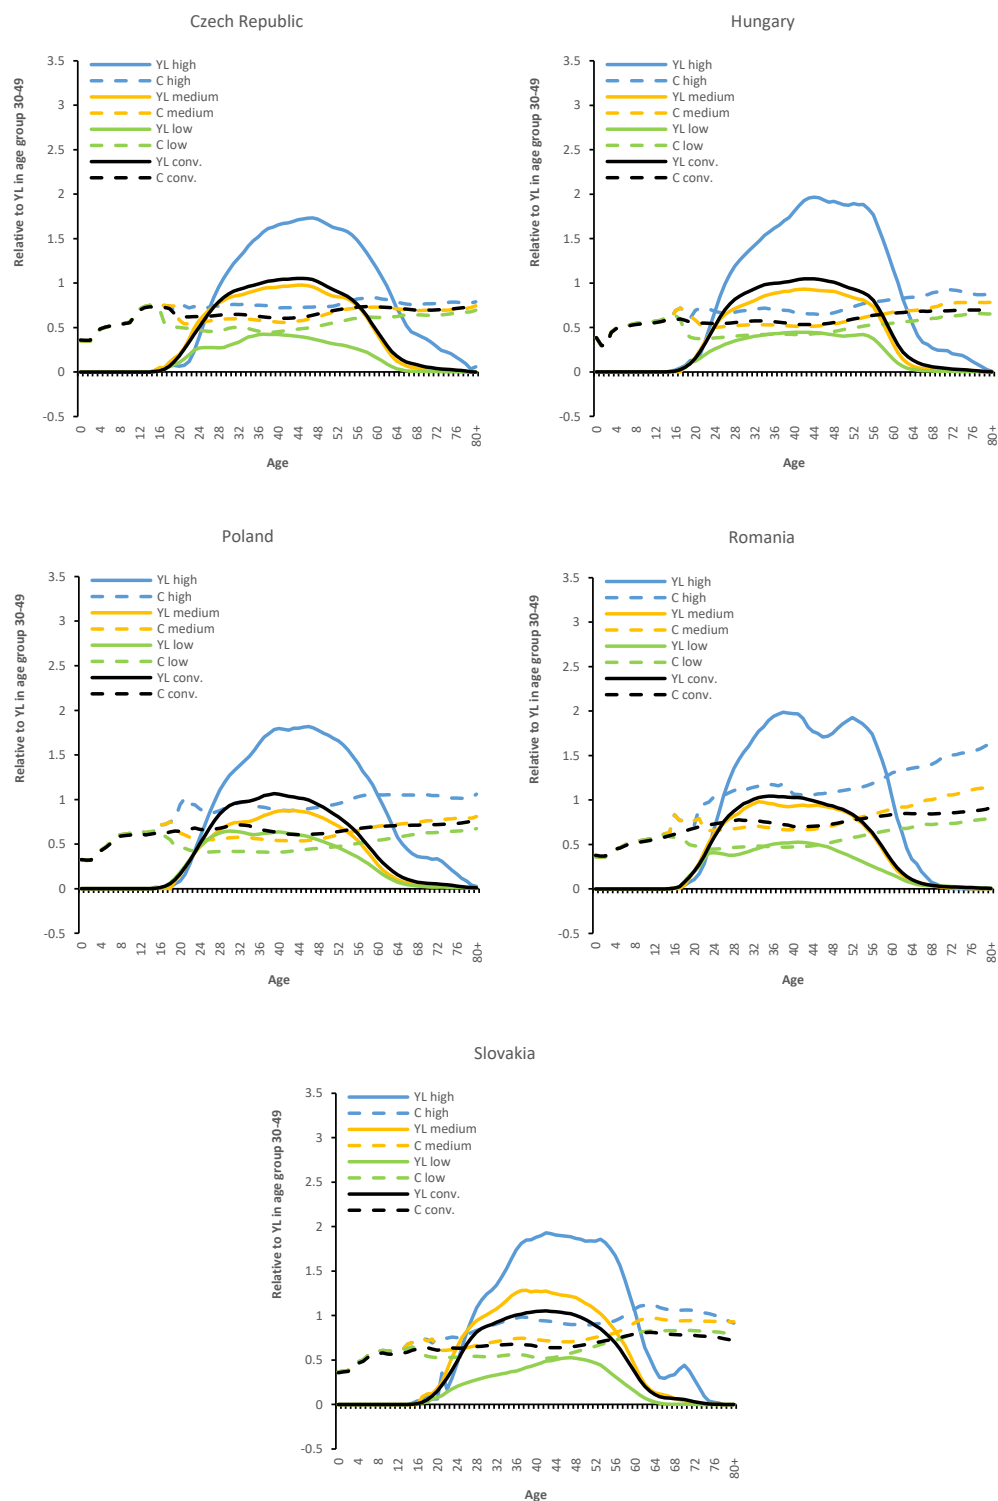 Czech Republic
Relative to YL in age group 30-49
3.5
3
2.5
2
1.5
1
0.5
0
-0.5
YL high
C high
YL medium
C medium
YL low
C low
YL conv.
C conv.
0 4 8 12 16 20 24 28 32 36 40 44 48 52 56 60 64 68 72 76 80+
Age
Hungary
Relative to YL in age group 30-49
3.5
3
2.5
2
1.5
1
0.5
0
-0.5
YL high
C high
YL medium
C medium
YL low
C low
YL conv.
C conv.
0 4 8 12 16 20 24 28 32 36 40 44 48 52 56 60 64 68 72 76 80+
Age
Poland
Relative to YL in age group 30-49
3.5
3
2.5
2
1.5
1
0.5
0
-0.5
YL high
C high
YL medium
C medium
YL low
C low
YL conv.
C conv.
0 4 8 12 16 20 24 28 32 36 40 44 48 52 56 60 64 68 72 76 80+
Age
Romania
Relative to YL in age group 30-49
3.5
3
2.5
2
1.5
1
0.5
0
-0.5
YL high
C high
YL medium
C medium
YL low
C low
YL conv.
C conv.
0 4 8 12 16 20 24 28 32 36 40 44 48 52 56 60 64 68 72 76 80+
Age
Slovakia
Relative to YL in age group 30-49
3.5
3
2.5
2
1.5
1
0.5
0
-0.5
YL high
C high
YL medium
C medium
YL low
C low
YL conv.
C conv.
0 4 8 12 16 20 24 28 32 36 40 44 48 52 56 60 64 68 72 76 80+
Age